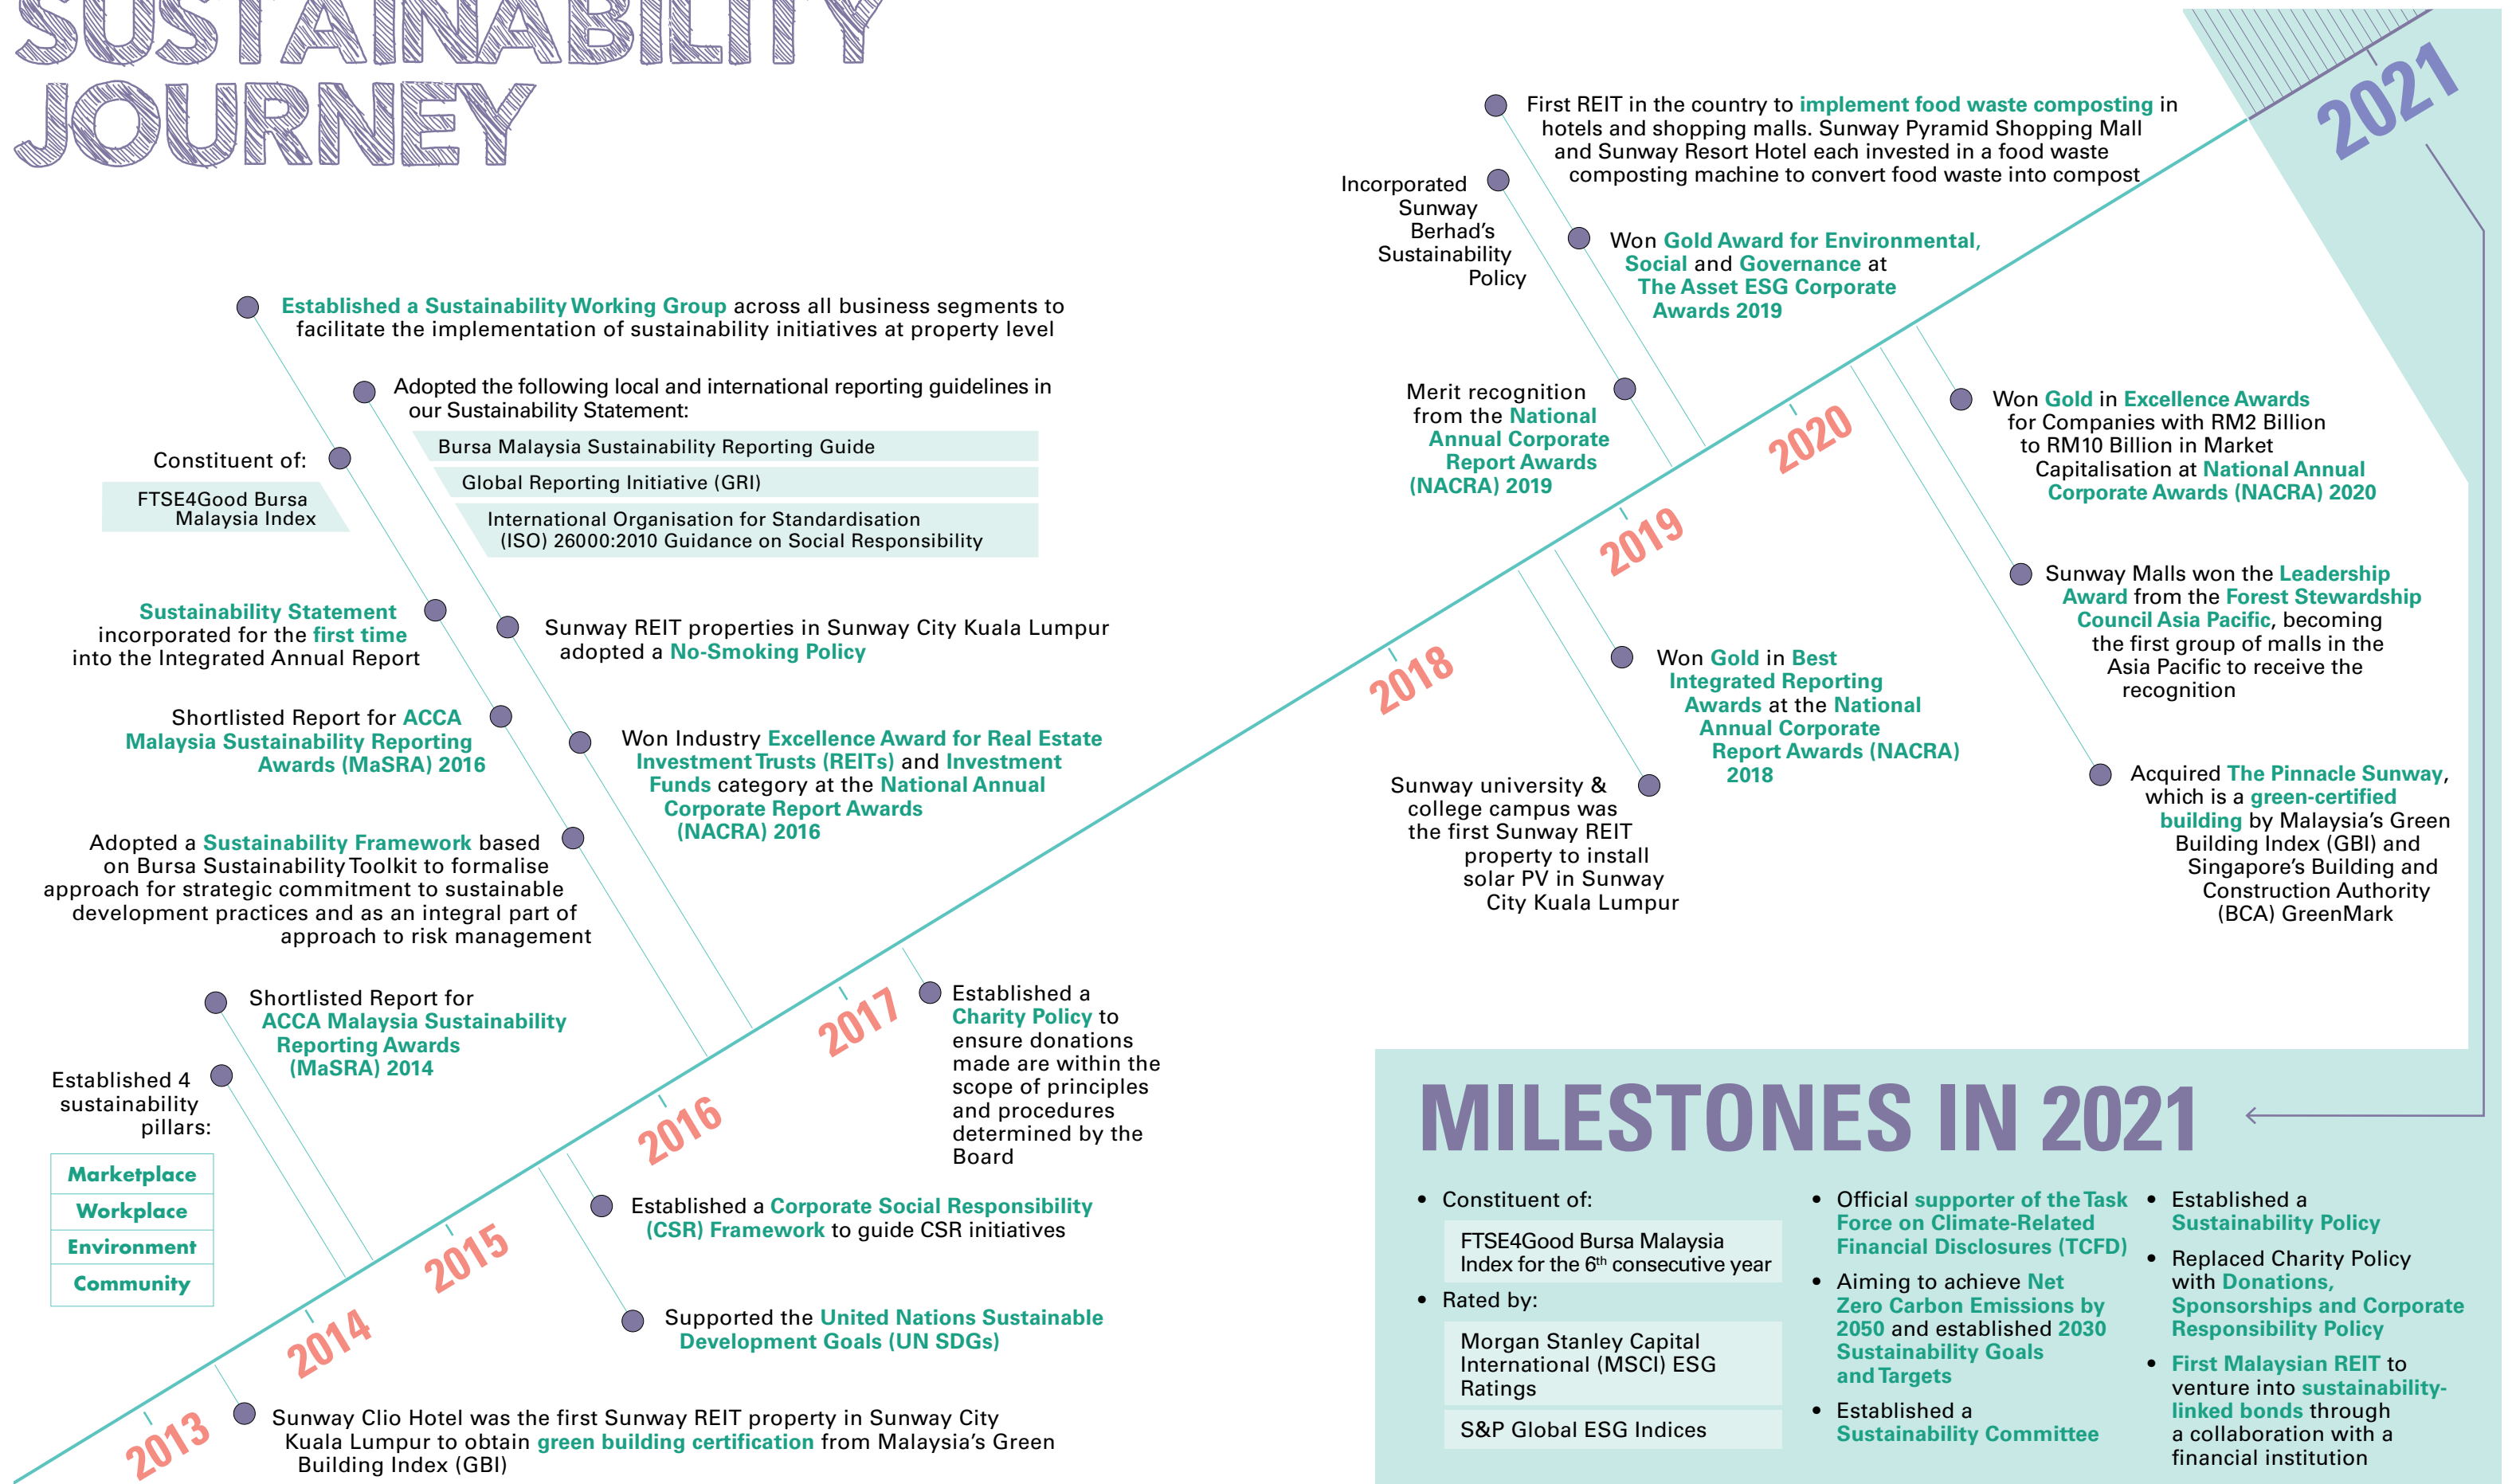 SUSTAINABILITY
JOURNEY
Established a Sustainability Working Group across all business segments to
facilitate the implementation of sustainability initiatives at property level
Adopted the following local and international reporting guidelines in
our Sustainability Statement:
Bursa Malaysia Sustainability Reporting Guide
Global Reporting Initiative (GRI)
International Organisation for Standardisation
(ISO) 26000:2010 Guidance on Social Responsibility
Constituent of:
FTSE4Good Bursa
Malaysia Index
Sustainability Statement
incorporated for the first time
into the Integrated Annual Report
Sunway REIT properties in Sunway City Kuala Lumpur
adopted a No-Smoking Policy
Shortlisted Report for ACCA
Malaysia Sustainability Reporting
Awards (MaSRA) 2016
Won Industry Excellence Award for Real Estate
Investment Trusts (REITs) and Investment
Funds category at the National Annual
Corporate Report Awards
(NACRA) 2016
Adopted a Sustainability Framework based
on Bursa Sustainability Toolkit to formalise
approach for strategic commitment to sustainable
development practices and as an integral part of
approach to risk management
Shortlisted Report for
ACCA Malaysia Sustainability
Reporting Awards
(MaSRA) 2014
Established 4
sustainability
pillars:
Marketplace
Workplace
Environment
Community
2013
Sunway Clio Hotel was the first Sunway REIT property in Sunway City
Kuala Lumpur to obtain green building certification from Malaysia's Green
Building Index (GBI)
2014
2015
Established a Corporate Social Responsibility
(CSR) Framework to guide CSR initiatives
Supported the United Nations Sustainable
Development Goals (UN SDGs)
2016
2017
Established a
Charity Policy to
ensure donations
made are within the
scope of principles
and procedures
determined by the
Board
2018
Sunway university &
college campus was
the first Sunway REIT
property to install
solar PV in Sunway
City Kuala Lumpur
Won Gold in Best
Integrated Reporting
Awards at the National
Annual Corporate
Report Awards (NACRA)
2018
2019
First REIT in the country to implement food waste composting in
hotels and shopping malls. Sunway Pyramid Shopping Mall
and Sunway Resort Hotel each invested in a food waste
composting machine to convert food waste into compost
Incorporated
Sunway
Berhad's
Sustainability
Policy
Won Gold Award for Environmental,
Social and Governance at
The Asset ESG Corporate
Awards 2019
Merit recognition
from the National
Annual Corporate
Report Awards
(NACRA) 2019
2020
Won Gold in Excellence Awards
for Companies with RM2 Billion
to RM10 Billion in Market
Capitalisation at National Annual
Corporate Awards (NACRA) 2020
Sunway Malls won the Leadership
Award from the Forest Stewardship
Council Asia Pacific, becoming
the first group of malls in the
Asia Pacific to receive the
recognition
Acquired The Pinnacle Sunway,
which is a green-certified
building by Malaysia's Green
Building Index (GBI) and
Singapore's Building and
Construction Authority
(BCA) GreenMark
2021
MILESTONES IN 2021
• Constituent of:
FTSE4Good Bursa Malaysia
Index for the 6th consecutive year
• Rated by:
Morgan Stanley Capital
International (MSCI) ESG
Ratings
S&P Global ESG Indices
• Official supporter of the Task
Force on Climate-Related
Financial Disclosures (TCFD)
• Aiming to achieve Net
Zero Carbon Emissions by
2050 and established 2030
Sustainability Goals
and Targets
• Established a
Sustainability Committee
• Established a
Sustainability Policy
• Replaced Charity Policy
with Donations,
Sponsorships and Corporate
Responsibility Policy
• First Malaysian REIT to
venture into sustainability-
linked bonds through
a collaboration with a
financial institution